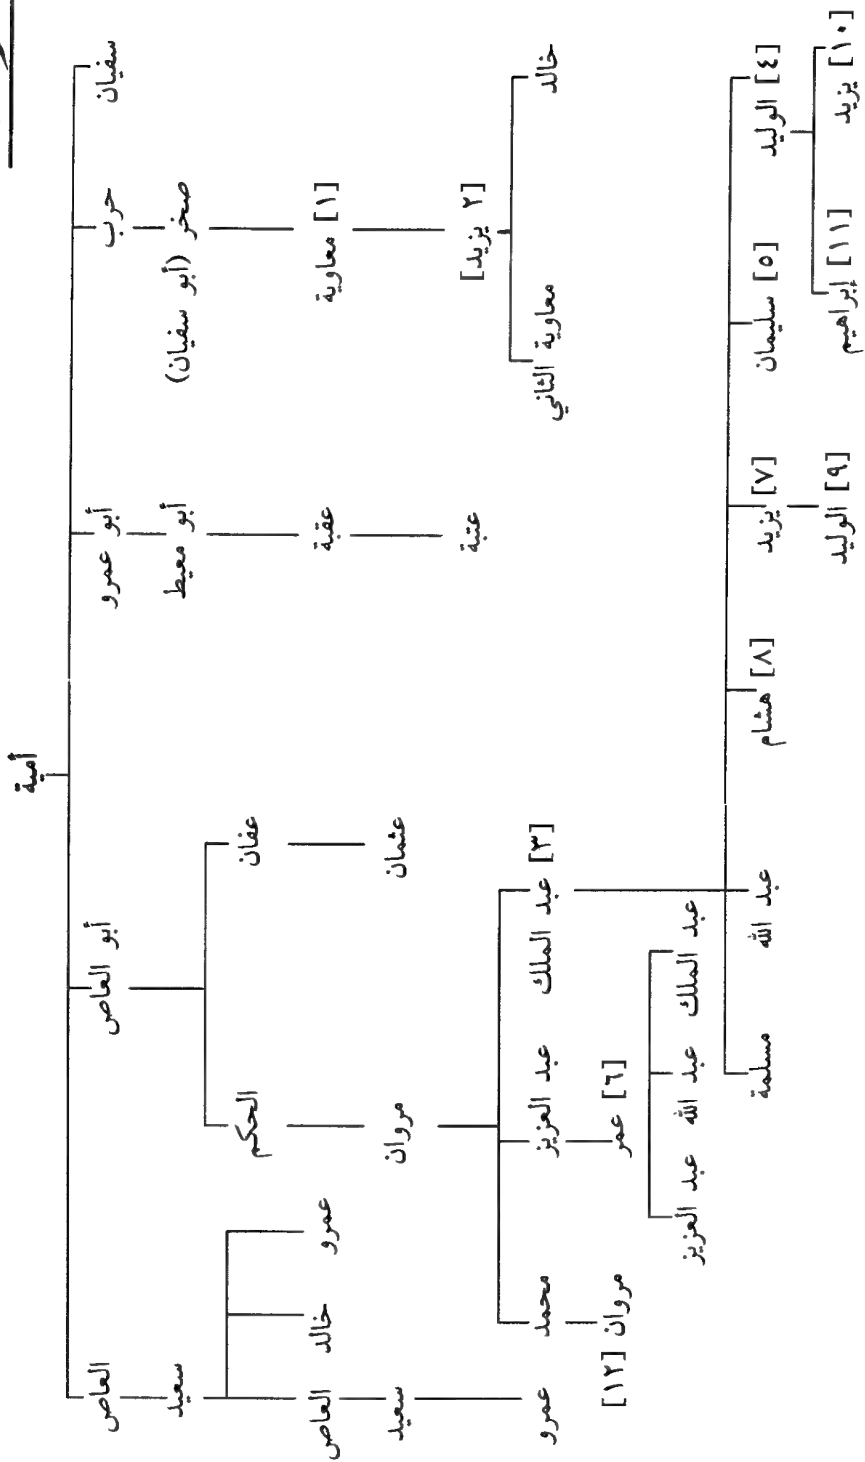 أمية
سفيان
حرب
أبو عمرو
أبو العاص
العاص
صخر (أبو سفيان)
أبو معيط
سعيد
عفان
الحكم
[١] معاوية
عقبة
عمرو
خالد
العاص
عثمان
مروان
سعيد
[٢ يزيد]
عتبة
خالد
معاوية الثاني
عبد الملك [٣]
عبد العزيز
محمد
عمرو
عمر [٦]
مروان [١٢]
عبد الملك
عبد الله
عبد العزيز
الوليد [٤]
سليمان [٥]
يزيد [٧]
هشام [٨]
عبد الله
مسلمة
يزيد [١٠]
إبراهيم [١١]
الوليد [٩]